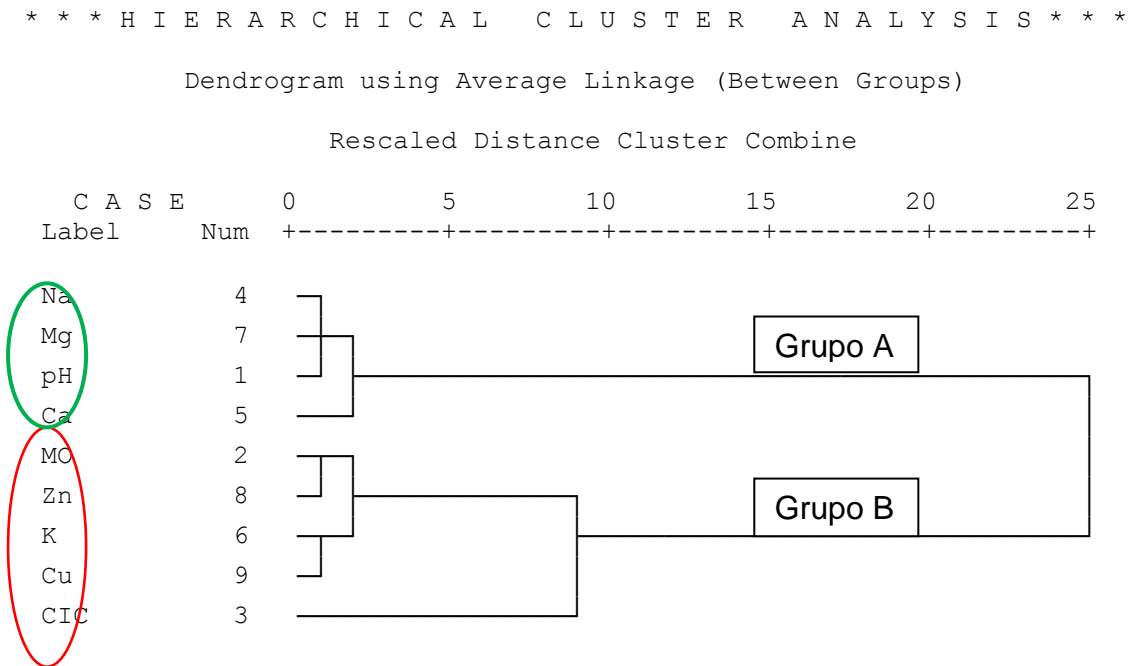 * * * H I E R A R C H I C A L   C L U S T E R   A N A L Y S I S * * *
Dendrogram using Average Linkage (Between Groups)
Rescaled Distance Cluster Combine
C A S E 0 5 10 15 20 25
Label Num +---------+---------+---------+---------+---------+
Na 4
Mg 7
Grupo A
pH 1
Ca 5
MO 2
Zn 8
Grupo B
K 6
Cu 9
CIC 3